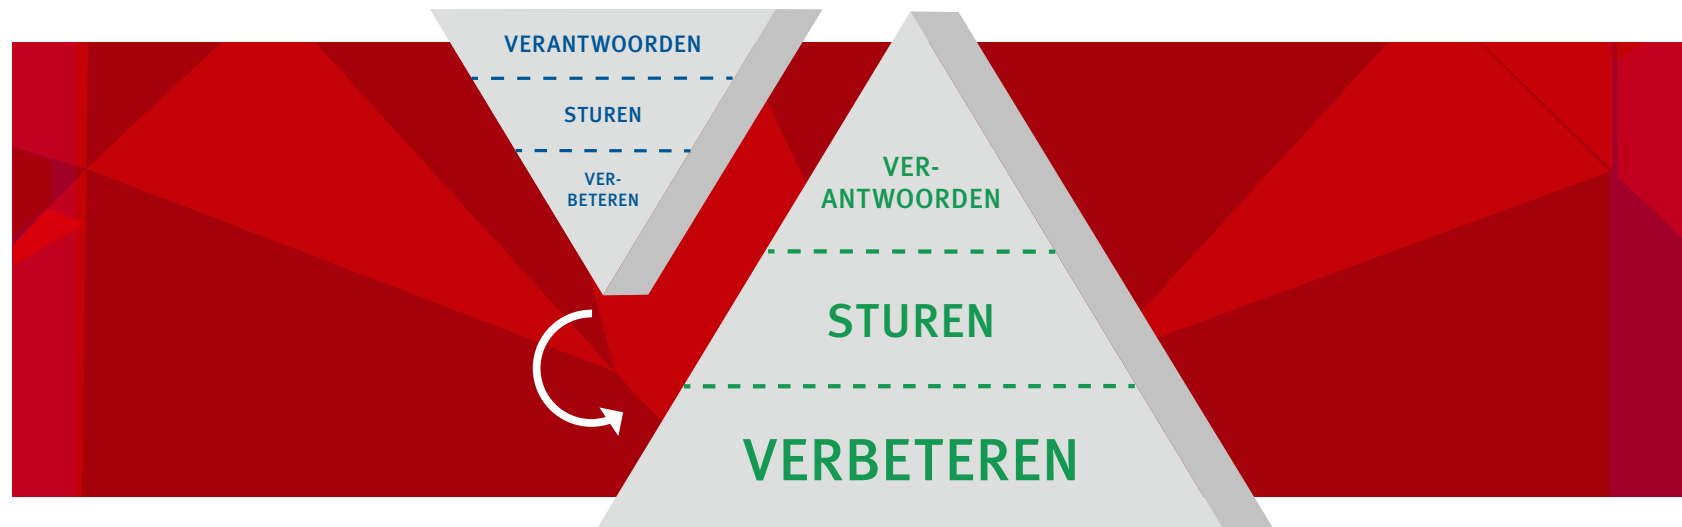 VERANTWOORDEN
STUREN
VER-
BETEREN
VER-
ANTWOORDEN
STUREN
VERBETEREN